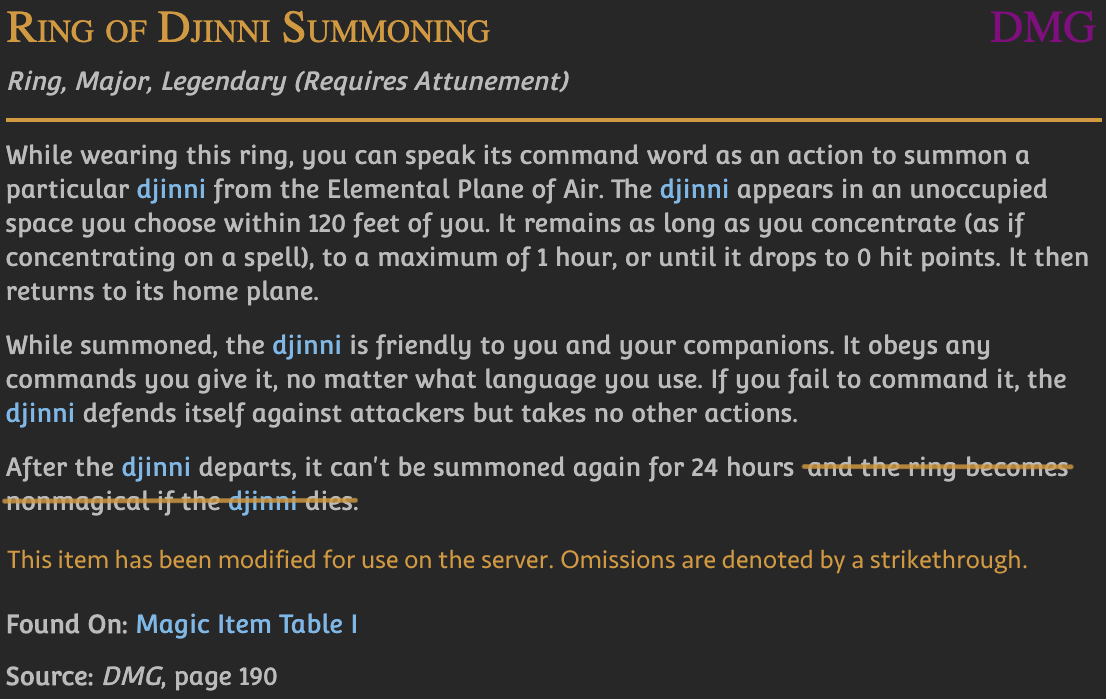 Ring of Djinni Summoning DMG
Ring, Major, Legendary (Requires Attunement)
While wearing this ring, you can speak its command word as an action to summon a
particular djinni from the Elemental Plane of Air. The djinni appears in an unoccupied
space you choose within 120 feet of you. It remains as long as you concentrate (as if
concentrating on a spell), to a maximum of 1 hour, or until it drops to 0 hit points. It then
returns to its home plane.
While summoned, the djinni is friendly to you and your companions. It obeys any
commands you give it, no matter what language you use. If you fail to command it, the
djinni defends itself against attackers but takes no other actions.
After the djinni departs, it can't be summoned again for 24 hours and the ring becomes
nonmagical if the djinni dies.
This item has been modified for use on the server. Omissions are denoted by a strikethrough.
Found On: Magic Item Table I
Source: DMG, page 190